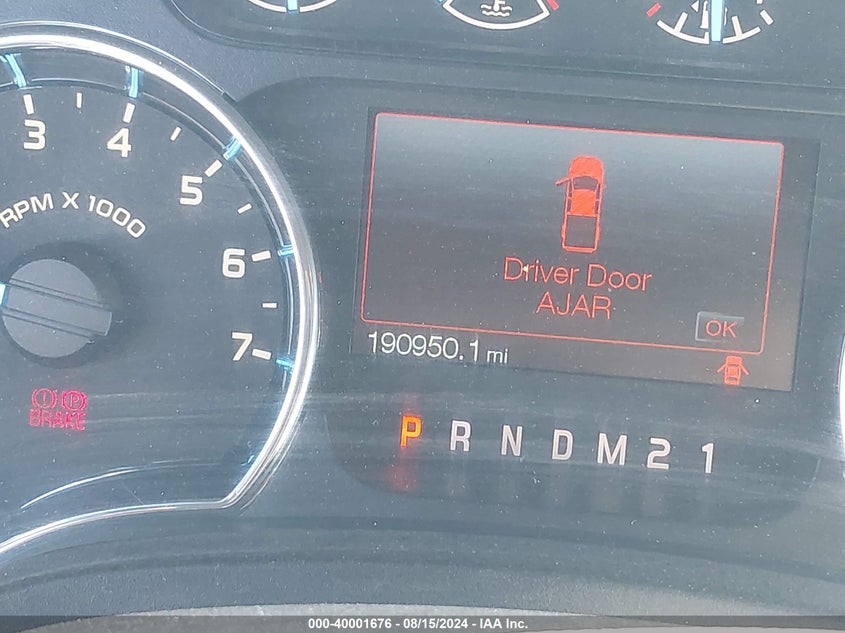 3
4
5
6
7
RPM X 1000
Driver Door
AJAR
OK
190950.1 mi
P
BRAKE
P R N D M 2 1
000-40001676 - 08/15/2024 - IAA Inc.